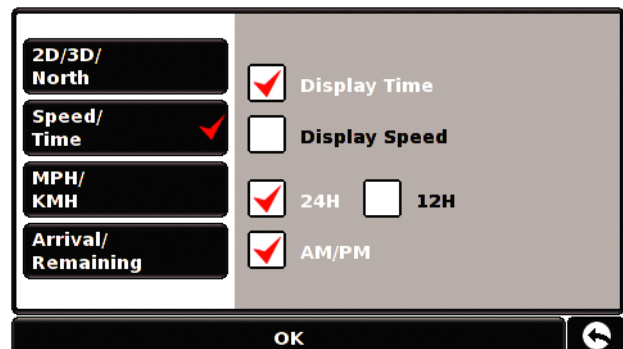 2D/3D/
North
Speed/
Time
MPH/
KMH
Arrival/
Remaining
Display Time
Display Speed
24H 12H
AM/PM
OK